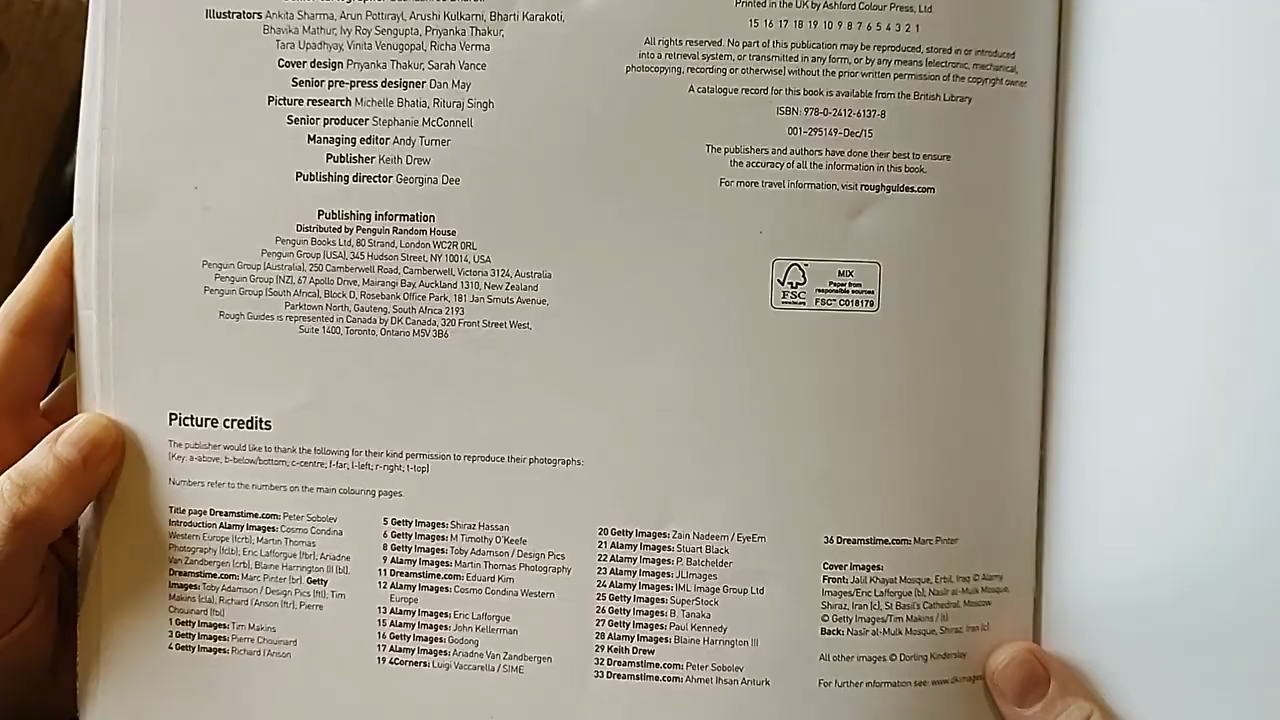 Illustrators Ankita Sharma, Arun Pottirayl, Arushi Kulkarni, Bharti Karakoti,
Bhavika Mathur, Ivy Roy Sengupta, Priyanka Thakur,
Tara Upadhyay, Vinita Venugopal, Richa Verma
Cover design Priyanka Thakur, Sarah Vance
Senior pre-press designer Dan May
Picture research Michelle Bhatia, Rituraj Singh
Senior producer Stephanie McConnell
Managing editor Andy Turner
Publisher Keith Drew
Publishing director Georgina Dee
Publishing information
Distributed by Penguin Random House
Penguin Books Ltd, 80 Strand, London WC2R 0RL
Penguin Group (USA), 345 Hudson Street, NY 10014, USA
Penguin Group (Australia), 250 Camberwell Road, Camberwell, Victoria 3124, Australia
Penguin Group (NZ), 67 Apollo Drive, Mairangi Bay, Auckland 1310, New Zealand
Penguin Group (South Africa), Block D, Rosebank Office Park, 181 Jan Smuts Avenue,
Parktown North, Gauteng, South Africa 2193
Rough Guides is represented in Canada by DK Canada, 320 Front Street West,
Suite 1400, Toronto, Ontario M5V 3B6
Printed in the UK by Ashford Colour Press, Ltd
15 16 17 18 19 10 9 8 7 6 5 4 3 2 1
All rights reserved. No part of this publication may be reproduced, stored in or introduced
into a retrieval system, or transmitted in any form, or by any means (electronic, mechanical,
photocopying, recording or otherwise) without the prior written permission of the copyright owner
A catalogue record for this book is available from the British Library
ISBN: 978-0-2412-6137-8
001-295149-Dec/15
The publishers and authors have done their best to ensure
the accuracy of all the information in this book.
For more travel information, visit roughguides.com
FSC
www.fsc.org
MIX
Paper from
responsible sources
FSC™ C018179
Picture credits
The publisher would like to thank the following for their kind permission to reproduce their photographs:
(Key: a-above; b-below/bottom; c-centre; f-far; l-left; r-right; t-top)
Numbers refer to the numbers on the main colouring pages.
Title page Dreamstime.com: Peter Sobolev
Introduction Alamy Images: Cosmo Condina
Western Europe (fcrb); Martin Thomas
Photography (fclb); Eric Lafforgue (fbr), Ariadne
Van Zandbergen (crb), Blaine Harrington III (bl).
Dreamstime.com: Marc Pinter (br). Getty
Images: Toby Adamson / Design Pics (ftl), Tim
Makins (cla), Richard I'Anson (ftr), Pierre
Chouinard (fbl)
1 Getty Images: Tim Makins
3 Getty Images: Pierre Chouinard
4 Getty Images: Richard I'Anson
5 Getty Images: Shiraz Hassan
6 Getty Images: M Timothy O'Keefe
8 Getty Images: Toby Adamson / Design Pics
9 Alamy Images: Martin Thomas Photography
11 Dreamstime.com: Eduard Kim
12 Alamy Images: Cosmo Condina Western
Europe
13 Alamy Images: Eric Lafforgue
15 Alamy Images: John Kellerman
16 Getty Images: Godong
17 Alamy Images: Ariadne Van Zandbergen
19 4Corners: Luigi Vaccarella / SIME
20 Getty Images: Zain Nadeem / EyeEm
21 Alamy Images: Stuart Black
22 Alamy Images: P. Batchelder
23 Alamy Images: JLImages
24 Alamy Images: IML Image Group Ltd
25 Getty Images: SuperStock
26 Getty Images: B. Tanaka
27 Getty Images: Paul Kennedy
28 Alamy Images: Blaine Harrington III
29 Keith Drew
32 Dreamstime.com: Peter Sobolev
33 Dreamstime.com: Ahmet Ihsan Anturk
36 Dreamstime.com: Marc Pinter
Cover Images:
Front: Jalil Khayat Mosque, Erbil, Iraq © Alamy
Images/Eric Lafforgue (b), Nasir al-Mulk Mosque,
Shiraz, Iran (c), St Basil's Cathedral, Moscow
© Getty Images/Tim Makins / (t)
Back: Nasir al-Mulk Mosque, Shiraz, Iran (c)
All other images © Dorling Kindersley
For further information see: www.dkimages